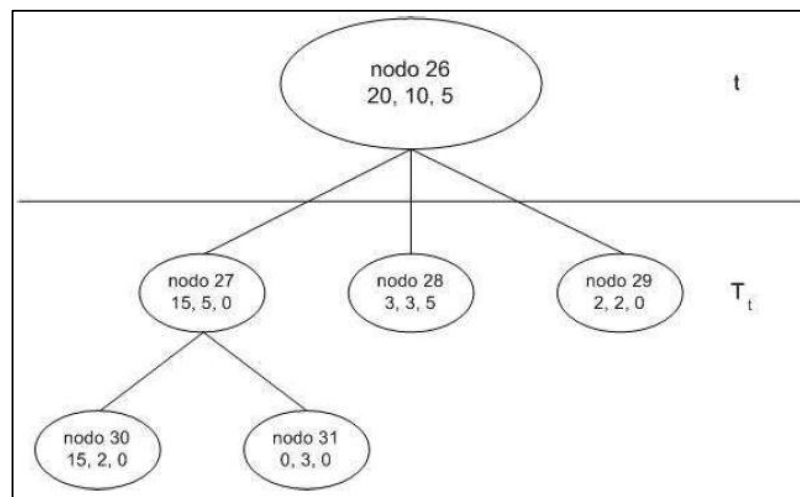 nodo 26
20, 10, 5
t
nodo 27
15, 5, 0
nodo 28
3, 3, 5
nodo 29
2, 2, 0
T t
nodo 30
15, 2, 0
nodo 31
0, 3, 0